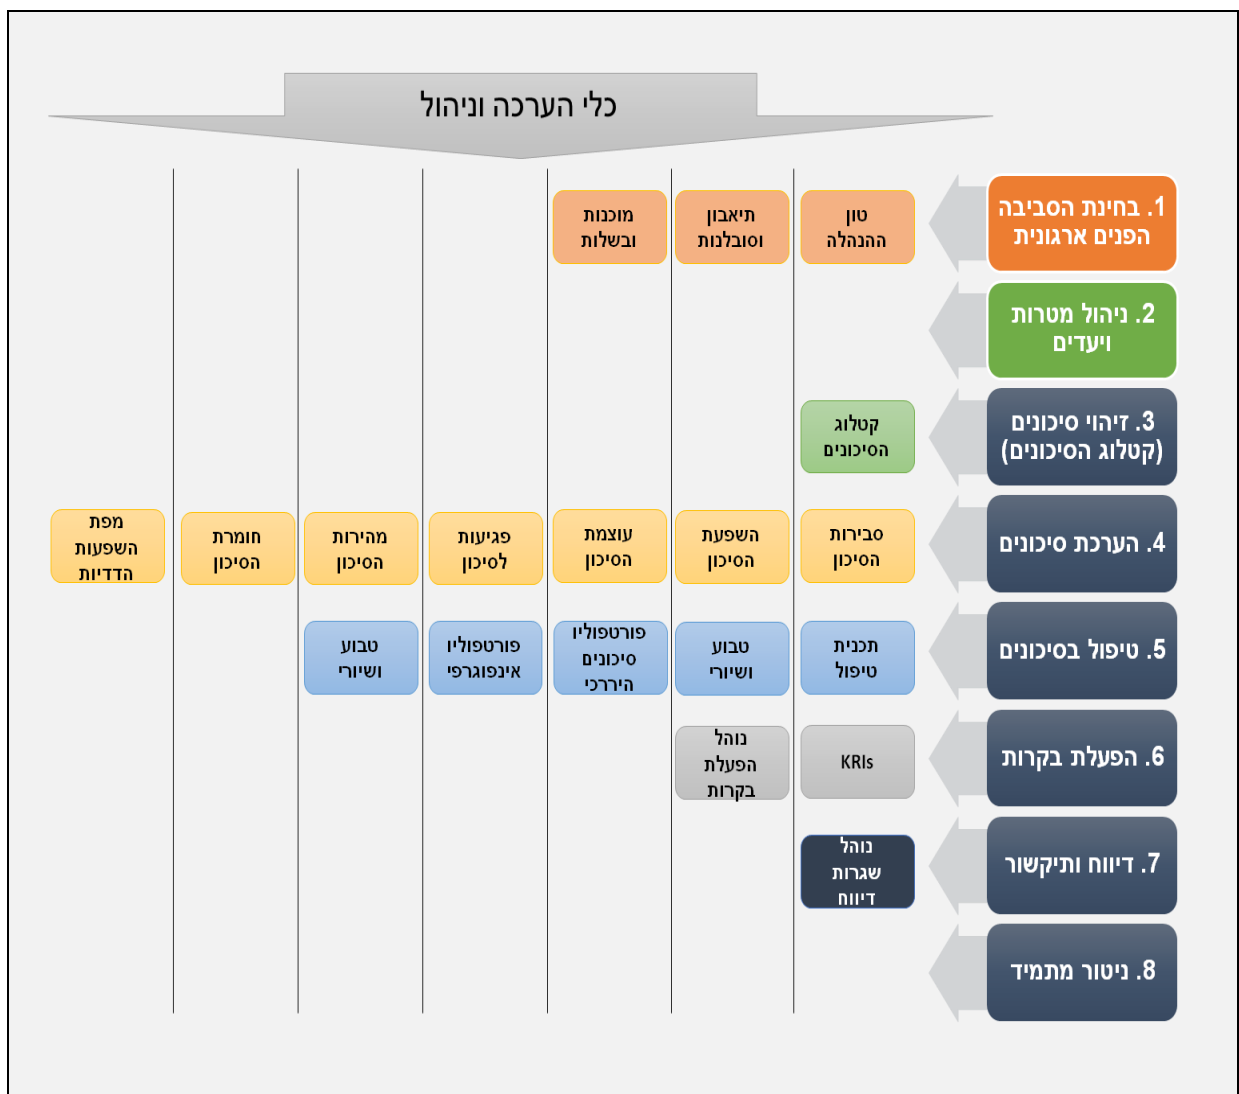 כלי הערכה וניהול
1. בחינת הסביבה
הפנים ארגונית
טון
ההנהלה
תיאבון
וסובלנות
מוכנות
ובשלות
2. ניהול מטרות
ויעדים
3. זיהוי סיכונים
(קטלוג הסיכונים)
קטלוג
הסיכונים
4. הערכת סיכונים
סבירות
הסיכון
השפעת
הסיכון
עוצמת
הסיכון
פגיעות
לסיכון
מהירות
הסיכון
חומרת
הסיכון
מפת
השפעות
הדדיות
5. טיפול בסיכונים
תכנית
טיפול
טבוע
ושיורי
פורטפוליו
סיכונים
היררכי
פורטפוליו
אינפוגרפי
טבוע
ושיורי
6. הפעלת בקרות
KRIs
נוהל
הפעלת
בקרות
7. דיווח ותיקשור
נוהל
שגרות
דיווח
8. ניטור מתמיד